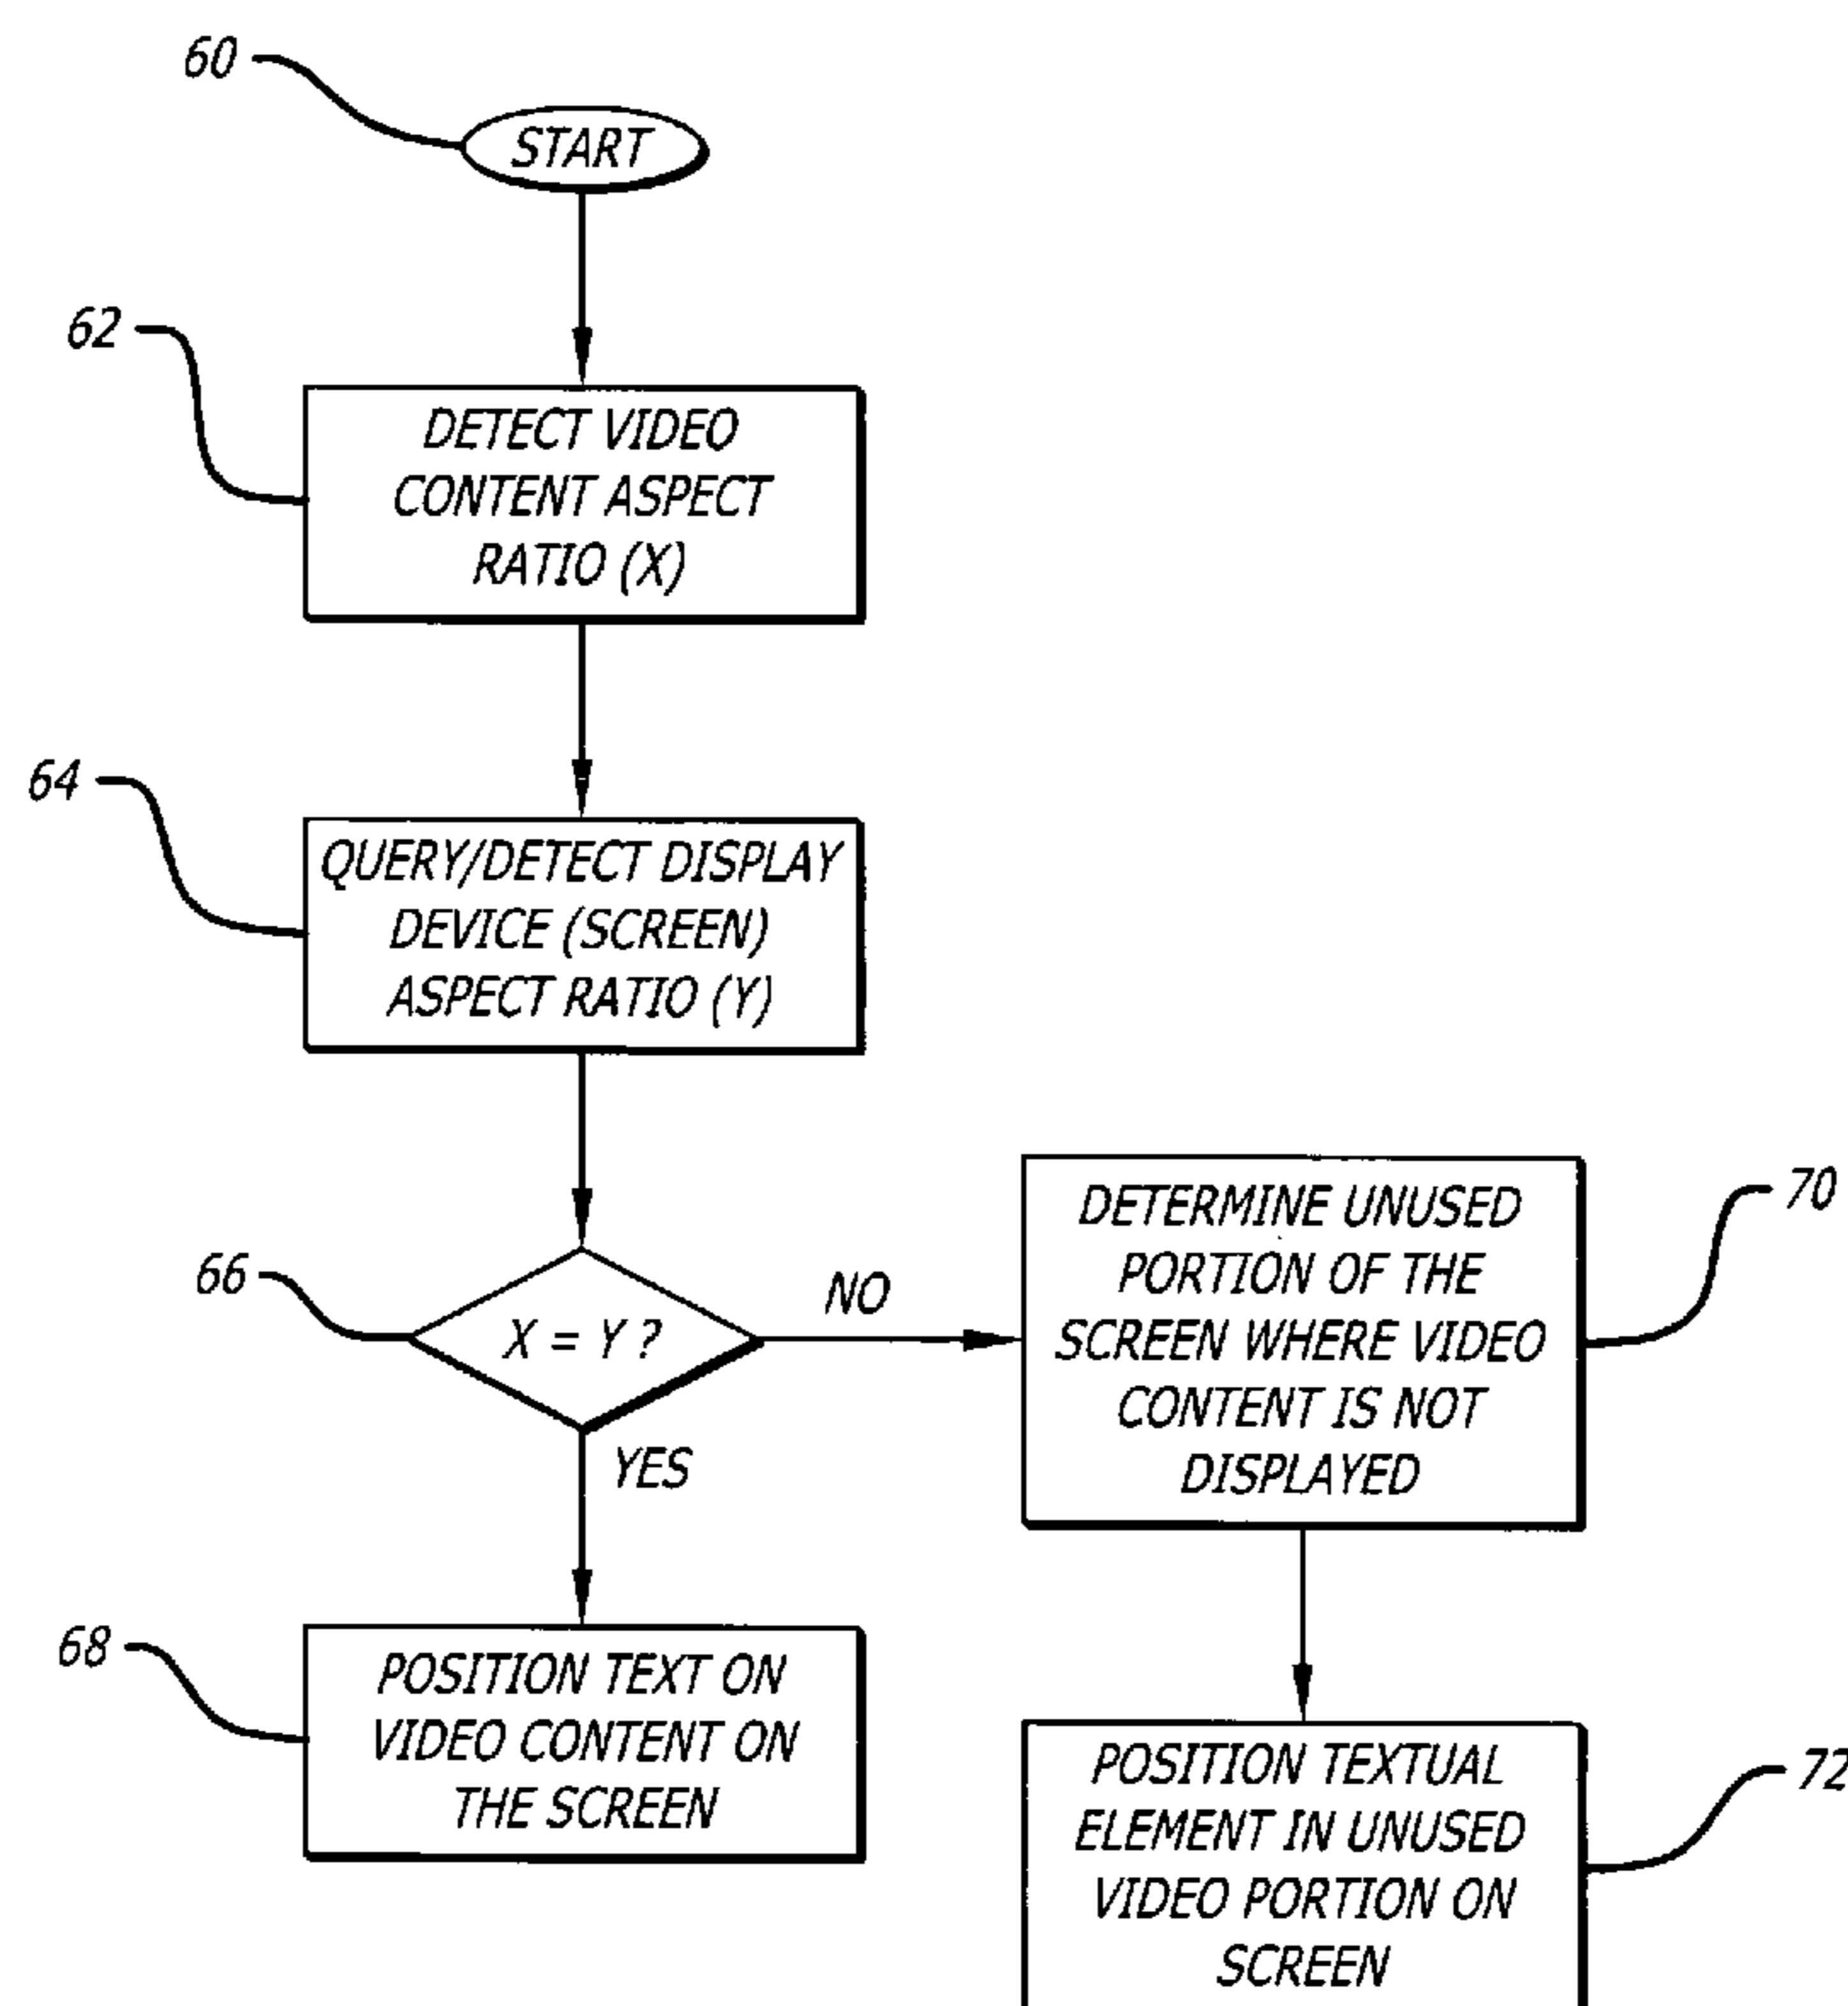 60
START
62
DETECT VIDEO
CONTENT ASPECT
RATIO (X)
64
QUERY/DETECT DISPLAY
DEVICE (SCREEN)
ASPECT RATIO (Y)
66
X = Y ?
NO
YES
70
DETERMINE UNUSED
PORTION OF THE
SCREEN WHERE VIDEO
CONTENT IS NOT
DISPLAYED
68
POSITION TEXT ON
VIDEO CONTENT ON
THE SCREEN
72
POSITION TEXTUAL
ELEMENT IN UNUSED
VIDEO PORTION ON
SCREEN